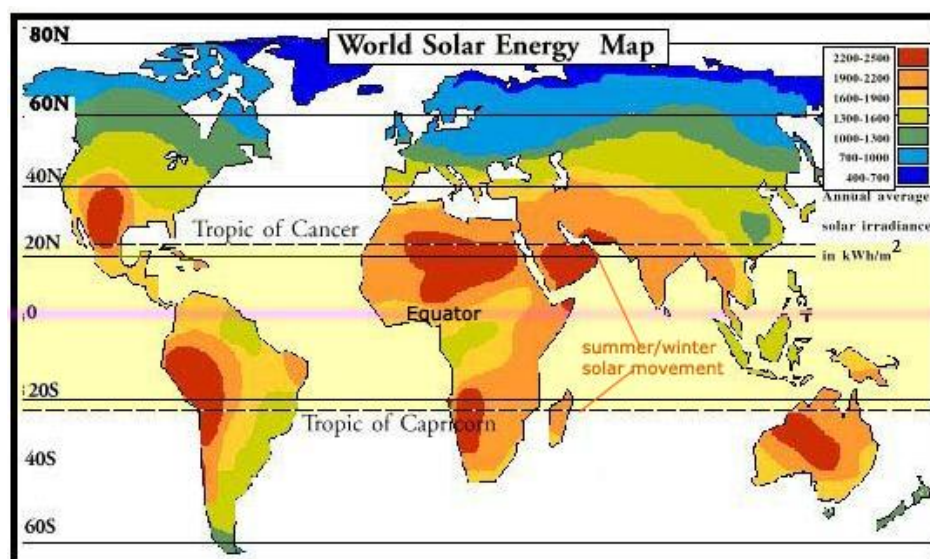 80N
World Solar Energy Map
60N
40N
20N
0
20S
40S
60S
2200-2500
1900-2200
1600-1900
1300-1600
1000-1300
700-1000
400-700
Annual average
solar irradiance
in kWh/m²
Tropic of Cancer
Equator
summer/winter
solar movement
Tropic of Capricorn